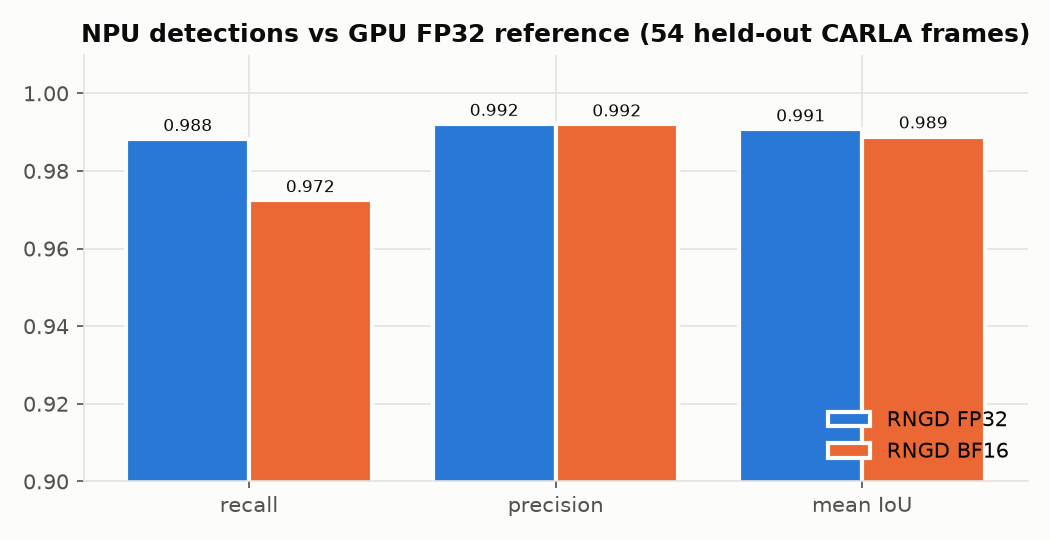 NPU detections vs GPU FP32 reference (54 held-out CARLA frames)
1.00
0.98
0.96
0.94
0.92
0.90
0.988
0.972
0.992
0.992
0.991
0.989
RNGD FP32
RNGD BF16
recall
precision
mean IoU